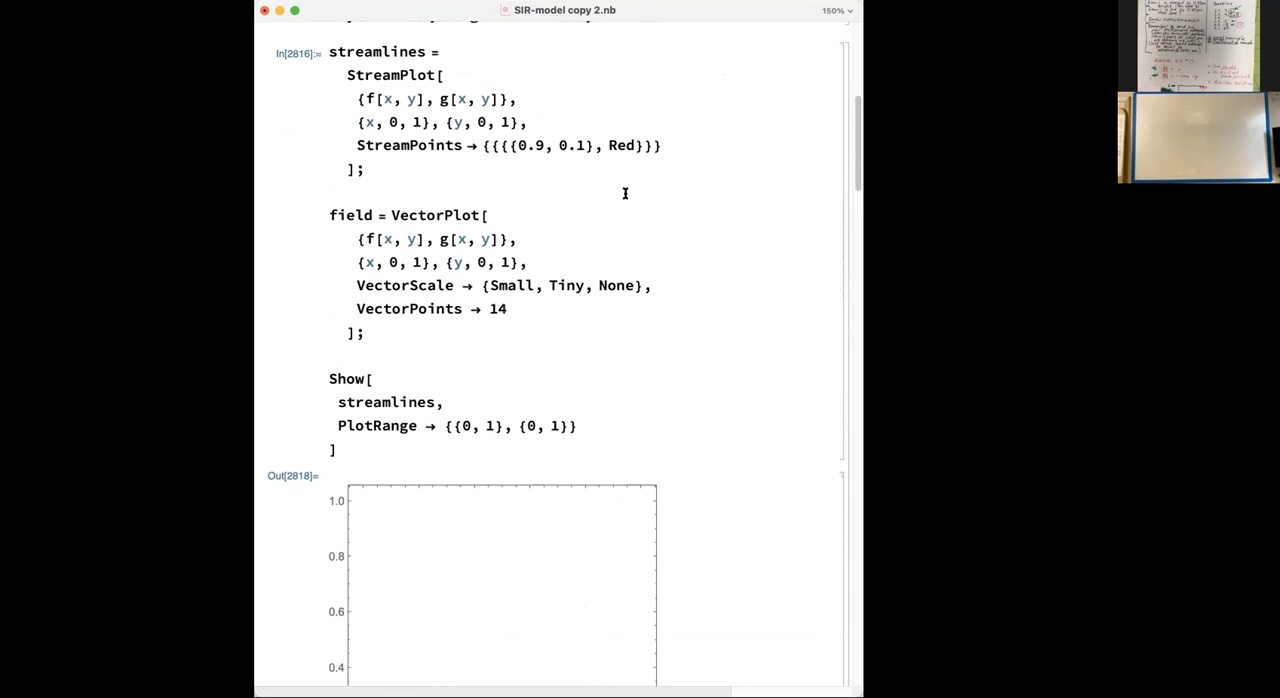 SIR-model copy 2.nb
150%
In[2816]:= streamlines =
StreamPlot[
{f[x, y], g[x, y]},
{x, 0, 1}, {y, 0, 1},
StreamPoints → {{{{0.9, 0.1}, Red}}}
];
field = VectorPlot[
{f[x, y], g[x, y]},
{x, 0, 1}, {y, 0, 1},
VectorScale → {Small, Tiny, None},
VectorPoints → 14
];
Show[
streamlines,
PlotRange → {{0, 1}, {0, 1}}
]
Out[2818]=
1.0
0.8
0.6
0.4